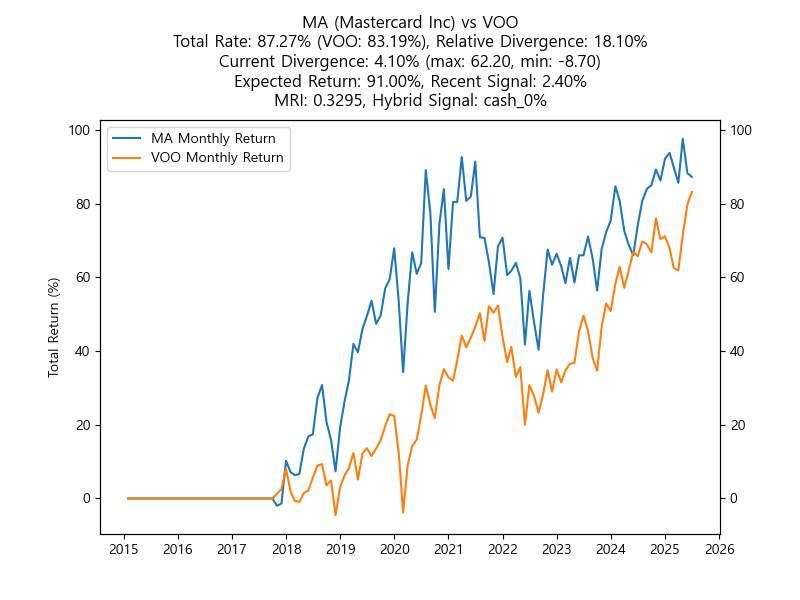 MA (Mastercard Inc) vs VOO
Total Rate: 87.27% (VOO: 83.19%), Relative Divergence: 18.10%
Current Divergence: 4.10% (max: 62.20, min: -8.70)
Expected Return: 91.00%, Recent Signal: 2.40%
MRI: 0.3295, Hybrid Signal: cash_0%
MA Monthly Return
VOO Monthly Return
Total Return (%)
100
80
60
40
20
0
100
80
60
40
20
0
2015 2016 2017 2018 2019 2020 2021 2022 2023 2024 2025 2026